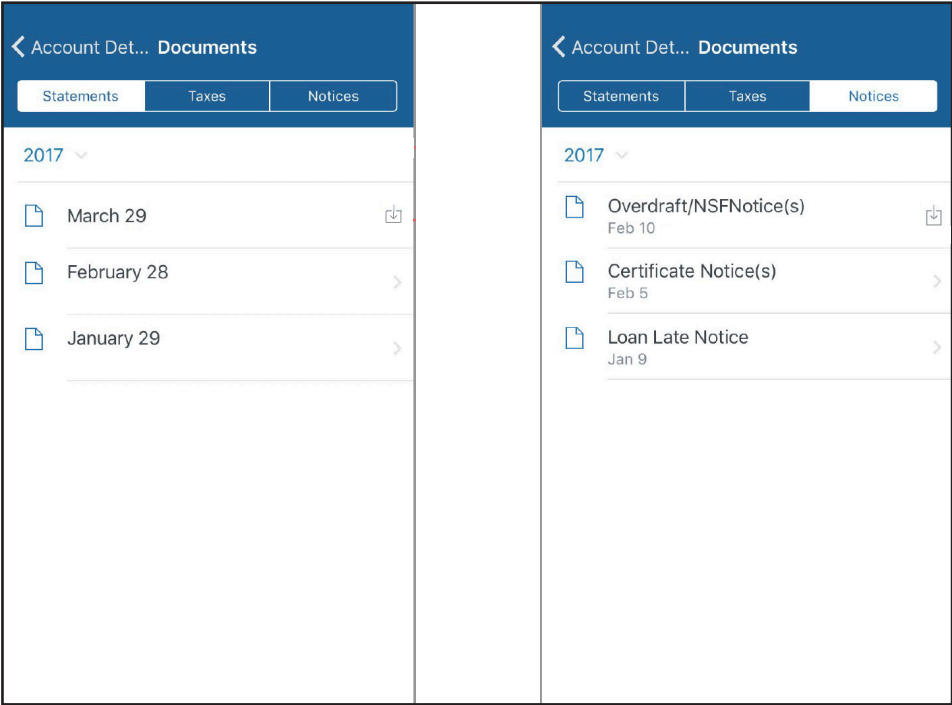 Account Det... Documents
Statements Taxes Notices
2017
March 29
February 28
January 29
Account Det... Documents
Statements Taxes Notices
2017
Overdraft/NSFNotice(s)
Feb 10
Certificate Notice(s)
Feb 5
Loan Late Notice
Jan 9